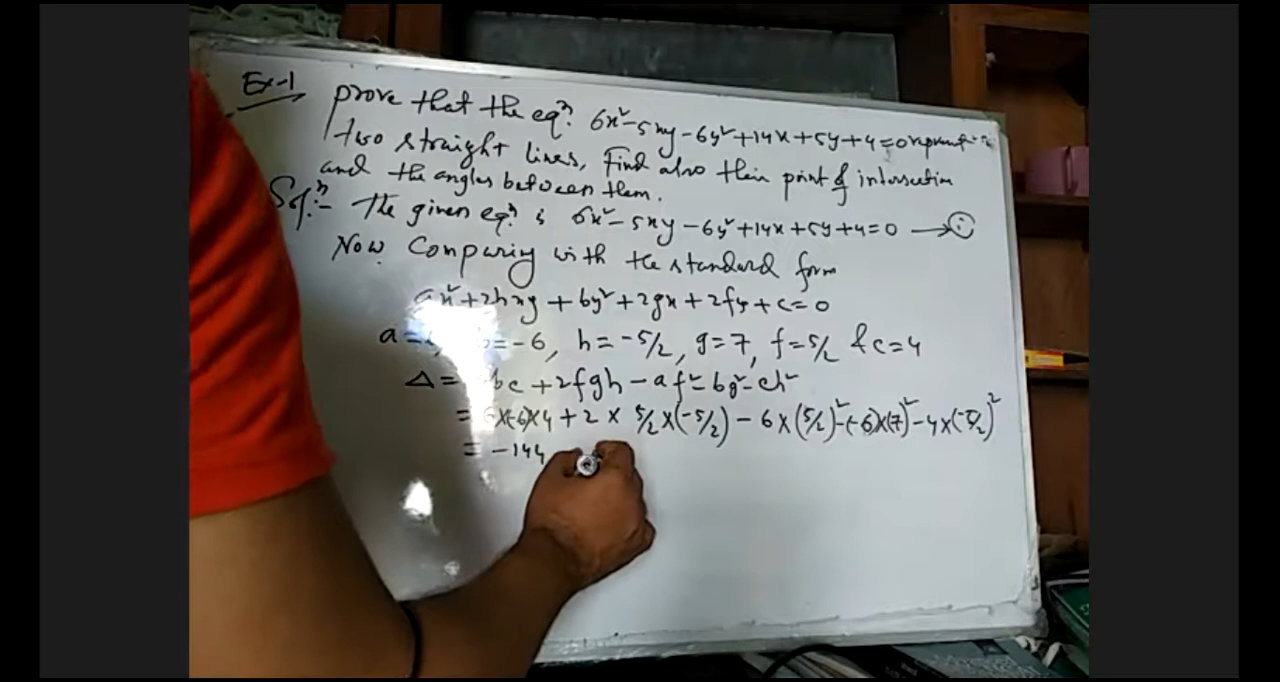 Ex-1 prove that the eqⁿ. 6x²-5xy-6y²+14x+5y+4=0 represents
two straight lines, Find also their point of intersection
and the angles between them.
Solⁿ:- The given eqⁿ is 6x²-5xy-6y²+14x+5y+4=0 → (i)
Now Comparing with the standard form
ax²+2hxy+by²+2gx+2fy+c=0
a= = -6, h=-5/2, g=7, f=5/2 & c=4
Δ= bc+2fgh-af²-bg²-ch²
= 6×(-6)×4+2× 5/2×(-5/2)-6×(5/2)²-(-6)×(7)²-4×(-5/2)²
= -144